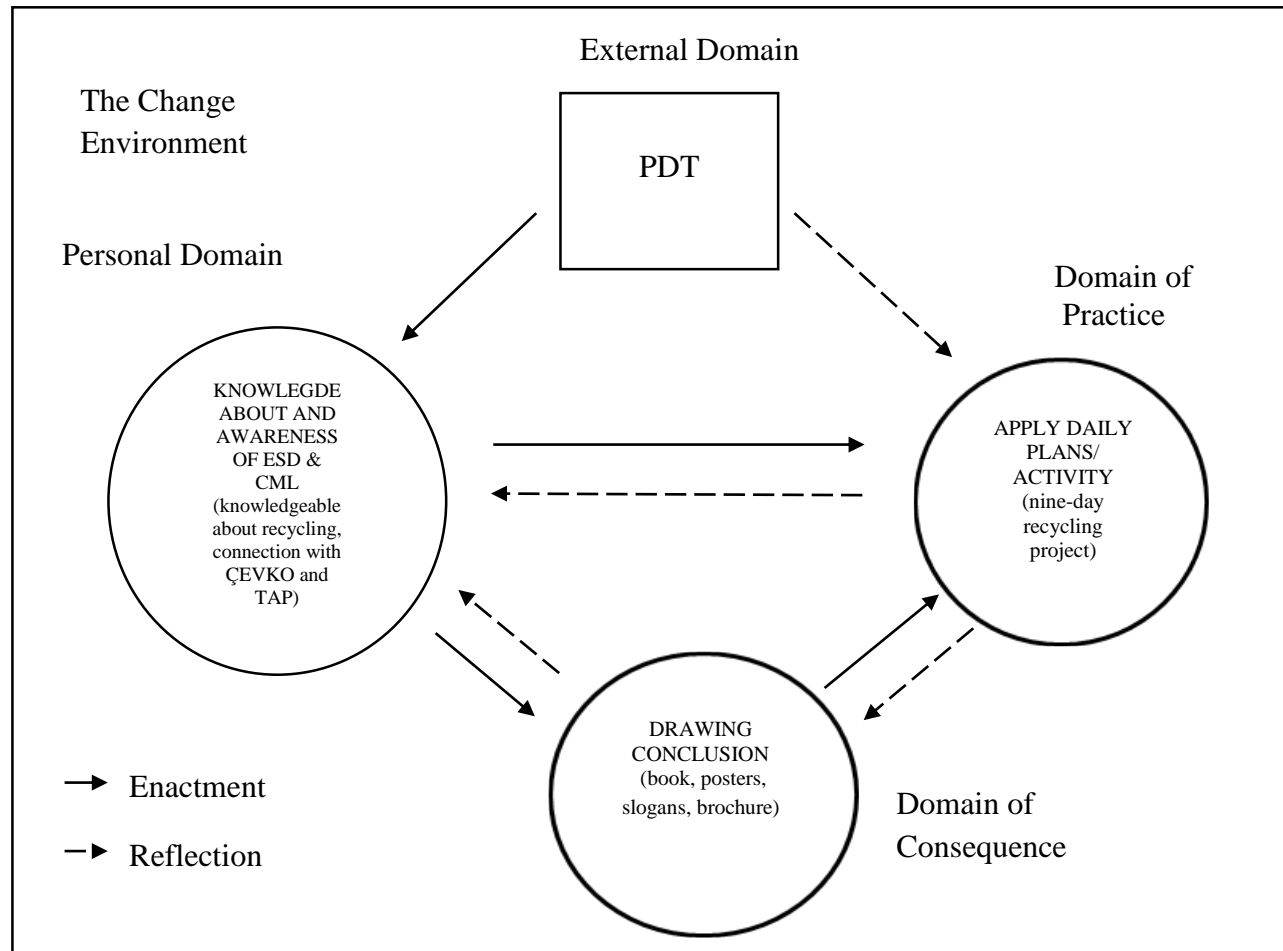 External Domain
The Change
Environment
PDT
Personal Domain
Domain of
Practice
KNOWLEGDE
ABOUT AND
AWARENESS
OF ESD &
CML
(knowledgeable
about recycling,
connection with
ÇEVKO and
TAP)
APPLY DAILY
PLANS/
ACTIVITY
(nine-day
recycling
project)
DRAWING
CONCLUSION
(book, posters,
slogans, brochure)
Enactment
Reflection
Domain of
Consequence